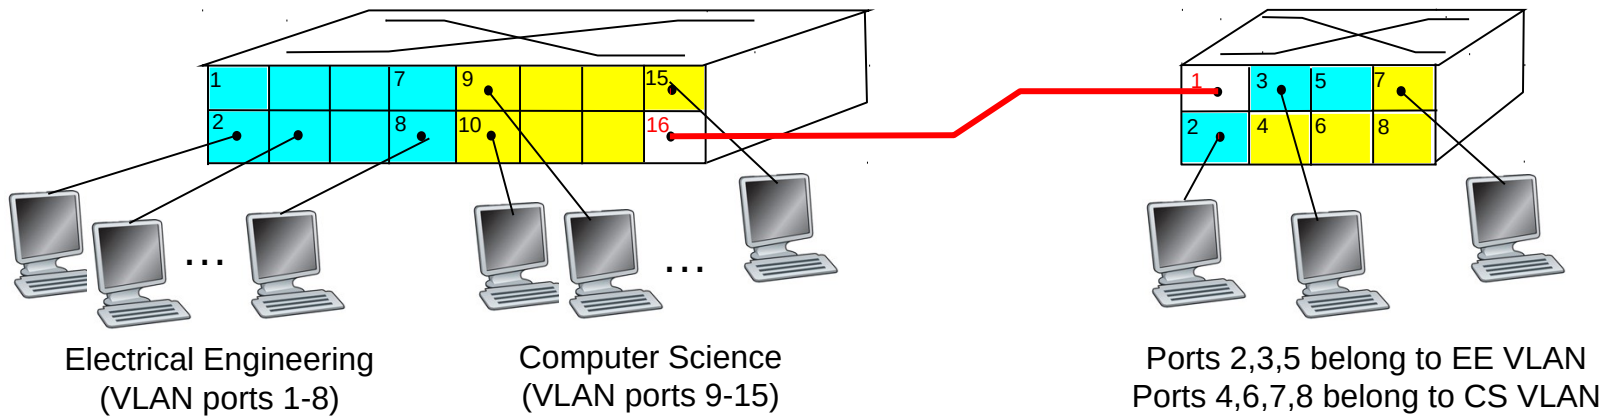 1 7 9 15
2 8 10 16
1 3 5 7
2 4 6 8
... ...
Electrical Engineering
(VLAN ports 1-8)
Computer Science
(VLAN ports 9-15)
Ports 2,3,5 belong to EE VLAN
Ports 4,6,7,8 belong to CS VLAN